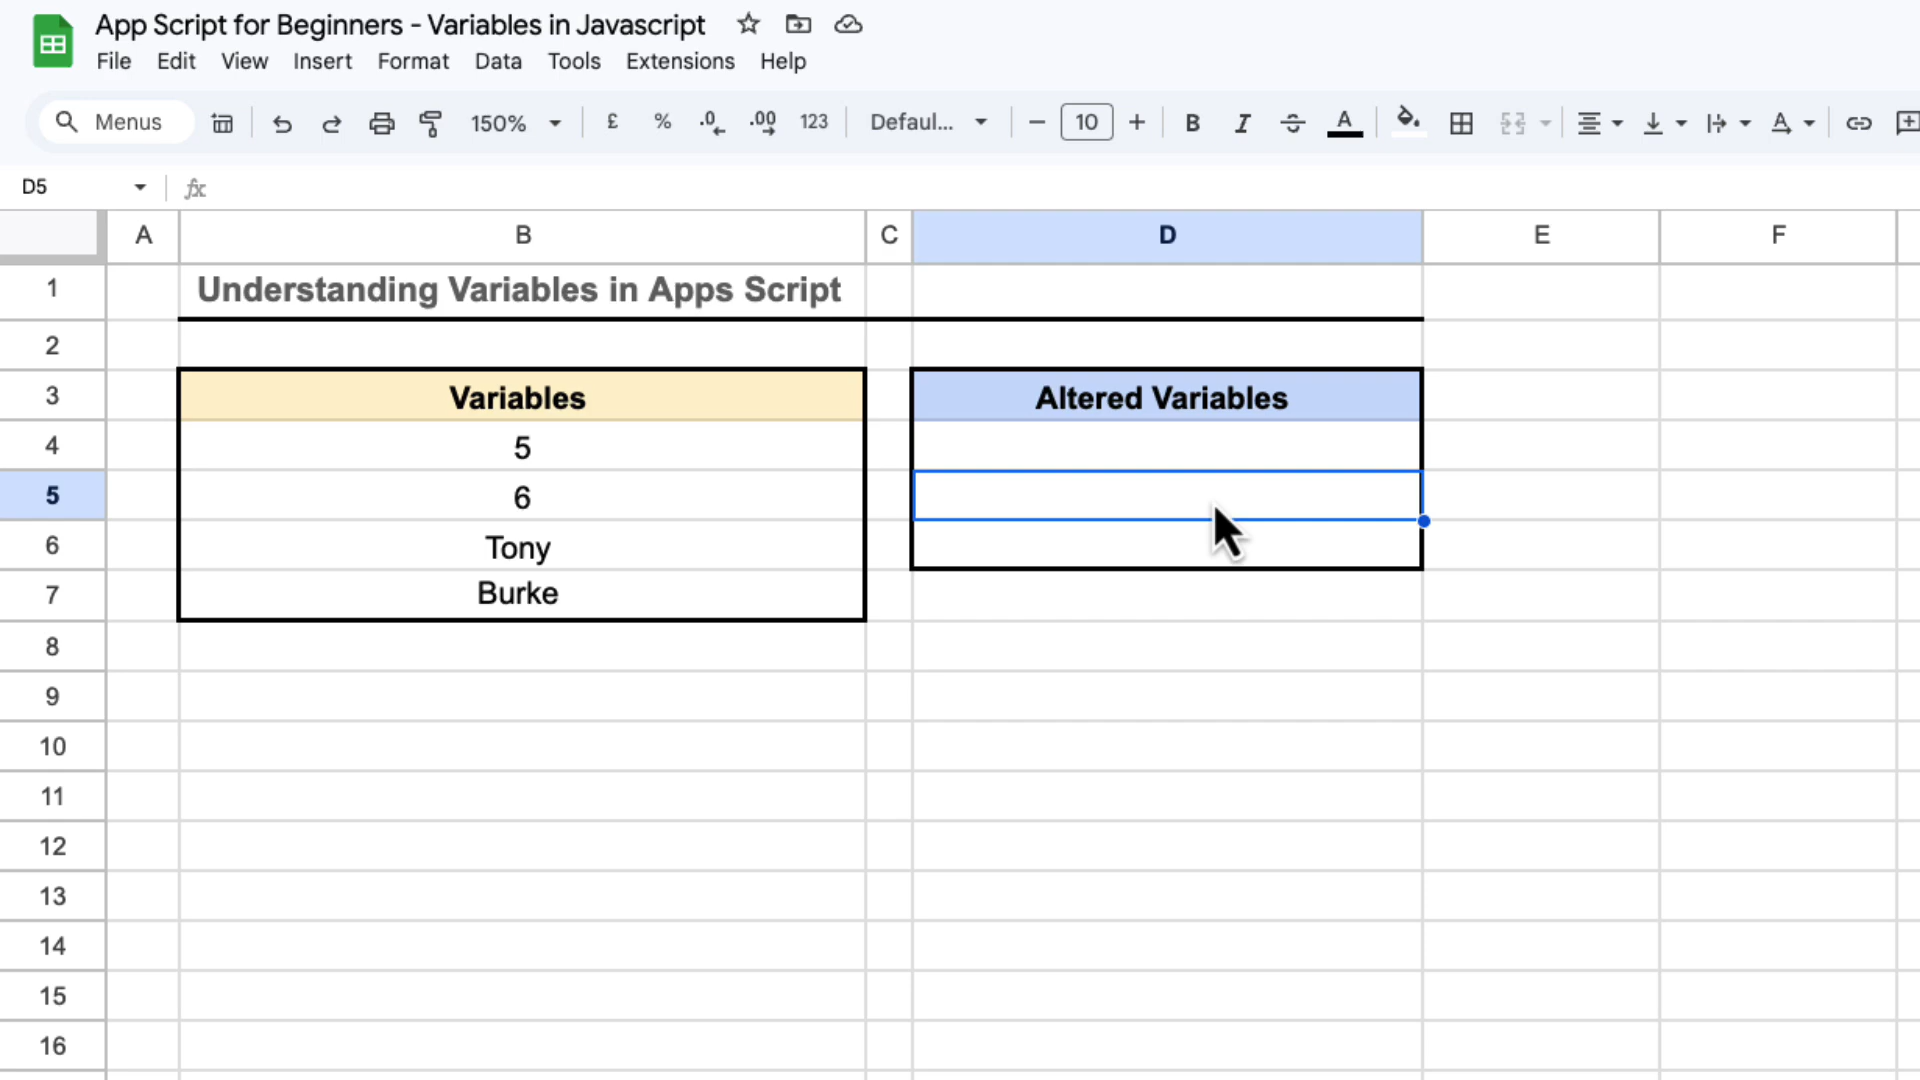 App Script for Beginners - Variables in Javascript
File Edit View Insert Format Data Tools Extensions Help
Menus 150% £ % .0 .00 123 Defaul... 10 B I A
D5 fx
A B C D E F
1 Understanding Variables in Apps Script
2
3 Variables Altered Variables
4 5
5 6
6 Tony
7 Burke
8
9
10
11
12
13
14
15
16